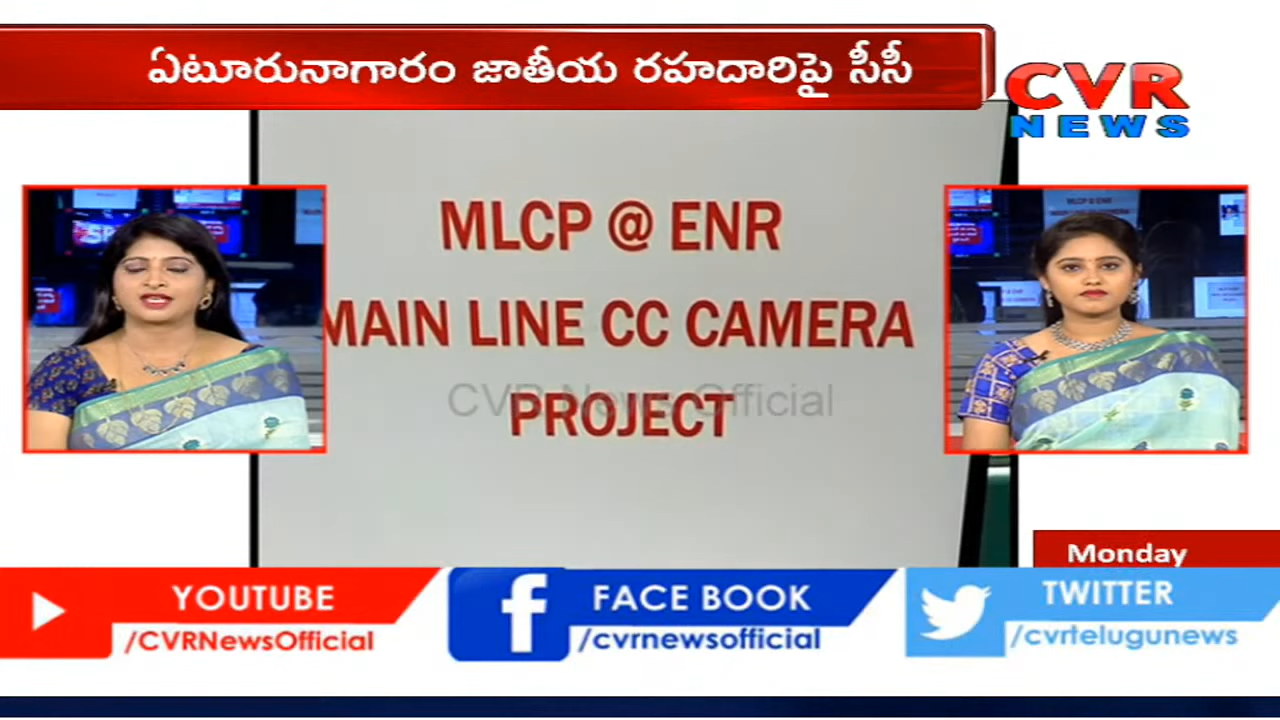 ఏటూరునాగారం జాతీయ రహదారిపై సీసీ
CVR
NEWS
MLCP @ ENR
MAIN LINE CC CAMERA
PROJECT
CVR News Official
Monday
YOUTUBE
/CVRNewsOfficial
FACE BOOK
/cvrnewsofficial
TWITTER
/cvrtelugunews